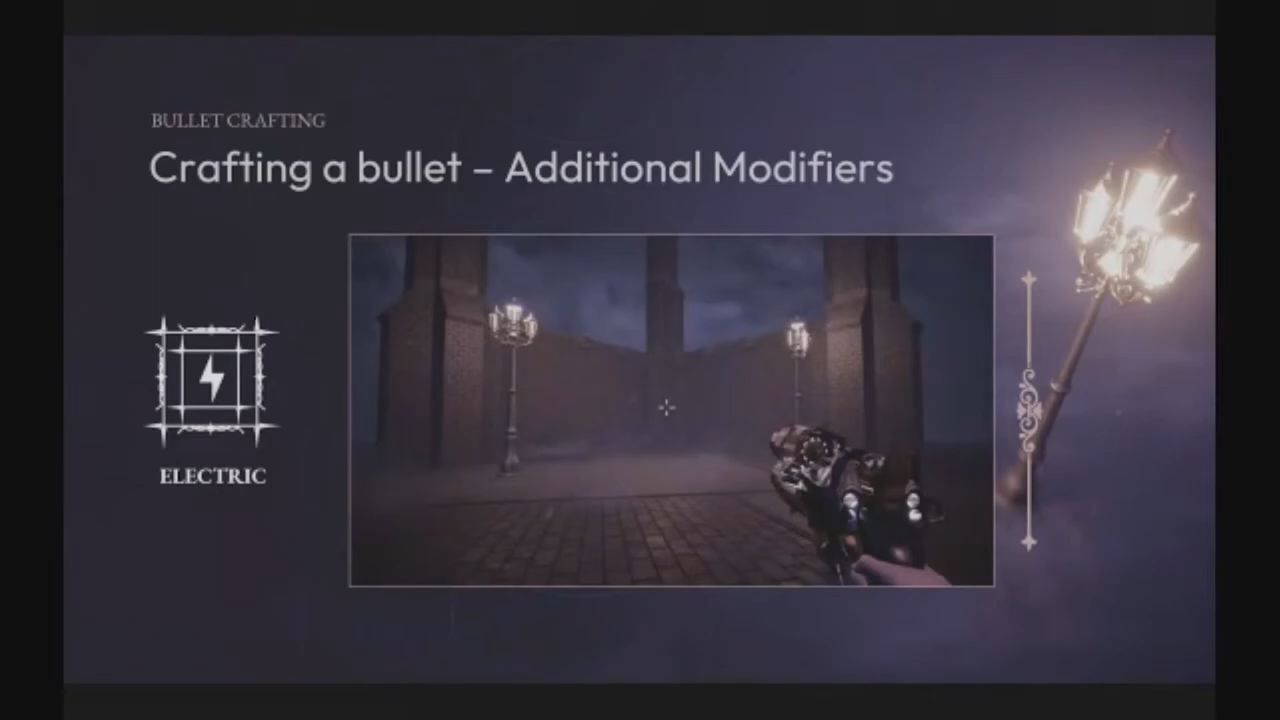 BULLET CRAFTING
Crafting a bullet – Additional Modifiers
ELECTRIC